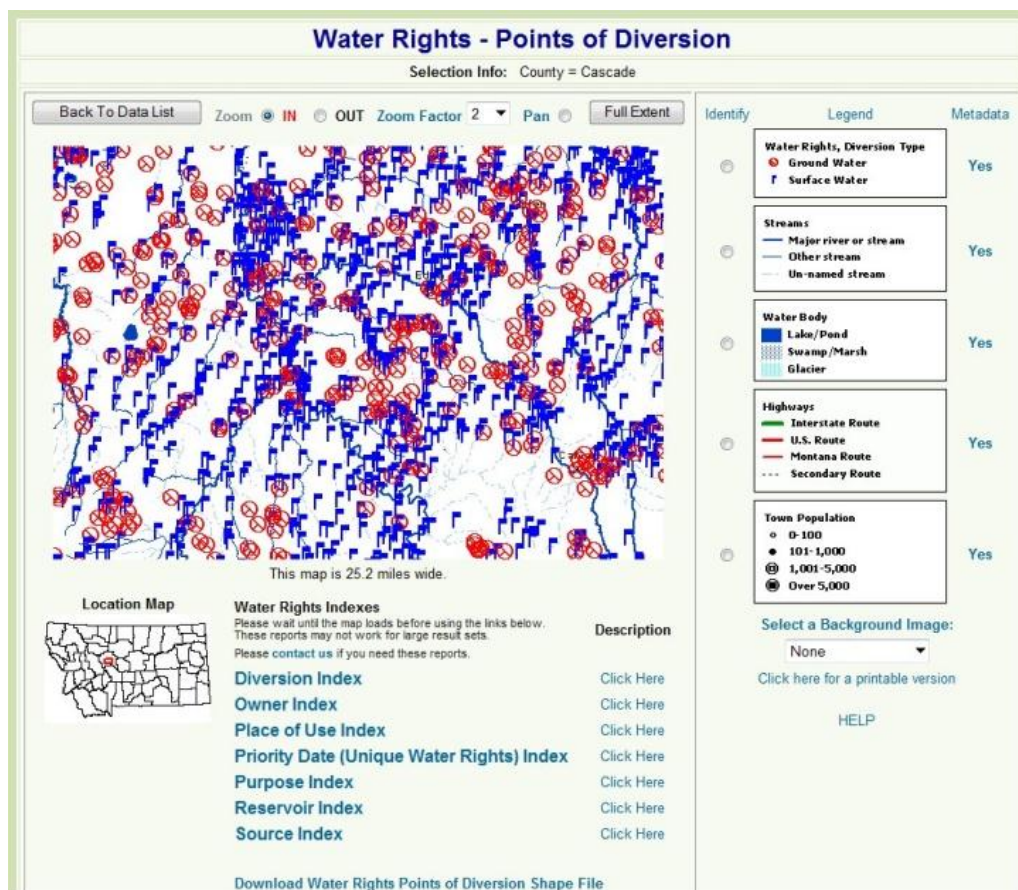 Water Rights - Points of Diversion
Selection Info: County = Cascade
Back To Data List
Zoom IN OUT Zoom Factor 2 Pan
Full Extent
Identify Legend Metadata
Water Rights, Diversion Type
Ground Water
Surface Water
Yes
Streams
Major river or stream
Other stream
Un-named stream
Yes
Water Body
Lake/Pond
Swamp/Marsh
Glacier
Yes
Highways
Interstate Route
U.S. Route
Montana Route
Secondary Route
Yes
Town Population
0-100
101-1,000
1,001-5,000
Over 5,000
Yes
This map is 25.2 miles wide.
Location Map
Water Rights Indexes
Please wait until the map loads before using the links below.
These reports may not work for large result sets.
Please contact us if you need these reports.
Description
Diversion Index Click Here
Owner Index Click Here
Place of Use Index Click Here
Priority Date (Unique Water Rights) Index Click Here
Purpose Index Click Here
Reservoir Index Click Here
Source Index Click Here
Download Water Rights Points of Diversion Shape File
Select a Background Image:
None
Click here for a printable version
HELP